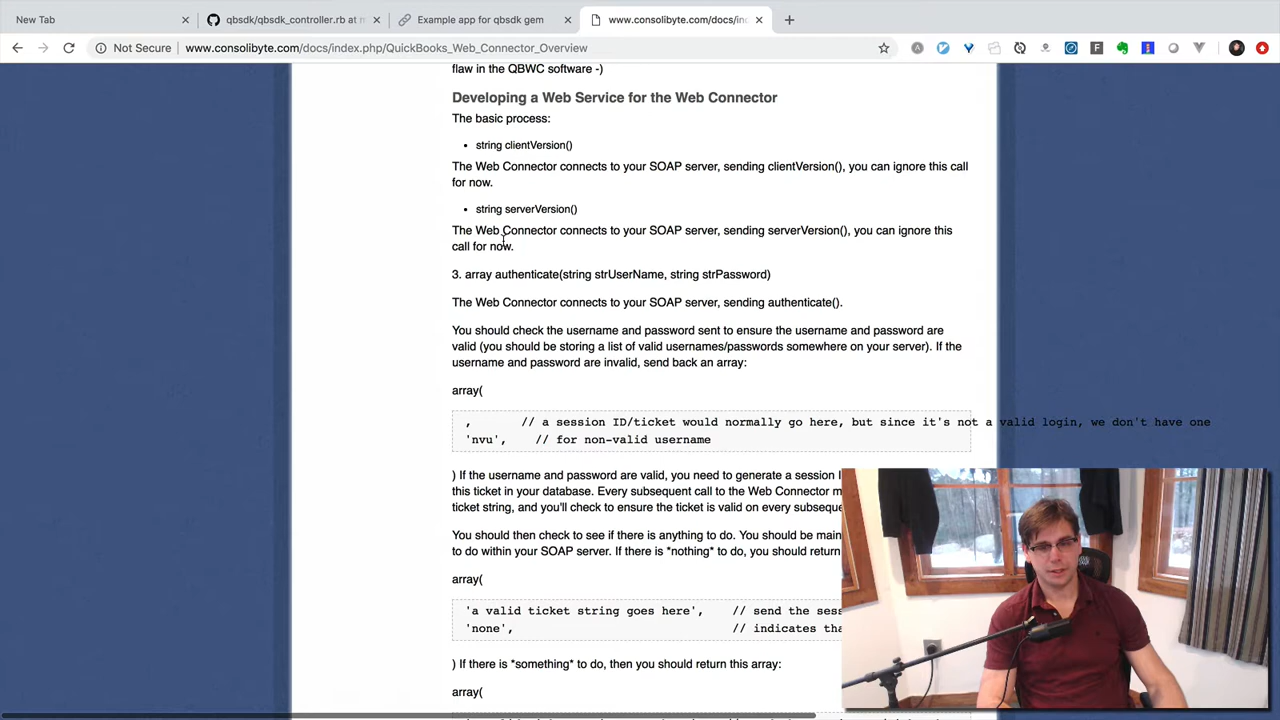 New Tab
qbsdk/qbsdk_controller.rb at m
Example app for qbsdk gem
www.consolibyte.com/docs/ind
Not Secure
www.consolibyte.com/docs/index.php/QuickBooks_Web_Connector_Overview
flaw in the QBWC software -)
Developing a Web Service for the Web Connector
The basic process:
• string clientVersion()
The Web Connector connects to your SOAP server, sending clientVersion(), you can ignore this call
for now.
• string serverVersion()
The Web Connector connects to your SOAP server, sending serverVersion(), you can ignore this
call for now.
3. array authenticate(string strUserName, string strPassword)
The Web Connector connects to your SOAP server, sending authenticate().
You should check the username and password sent to ensure the username and password are
valid (you should be storing a list of valid usernames/passwords somewhere on your server). If the
username and password are invalid, send back an array:
array(
, // a session ID/ticket would normally go here, but since it's not a valid login, we don't have one
'nvu', // for non-valid username
) If the username and password are valid, you need to generate a session
this ticket in your database. Every subsequent call to the Web Connector
ticket string, and you'll check to ensure the ticket is valid on every subseque
You should then check to see if there is anything to do. You should be main
to do within your SOAP server. If there is *nothing* to do, you should return
array(
'a valid ticket string goes here', // send the ses
'none', // indicates tha
) If there is *something* to do, then you should return this array:
array(